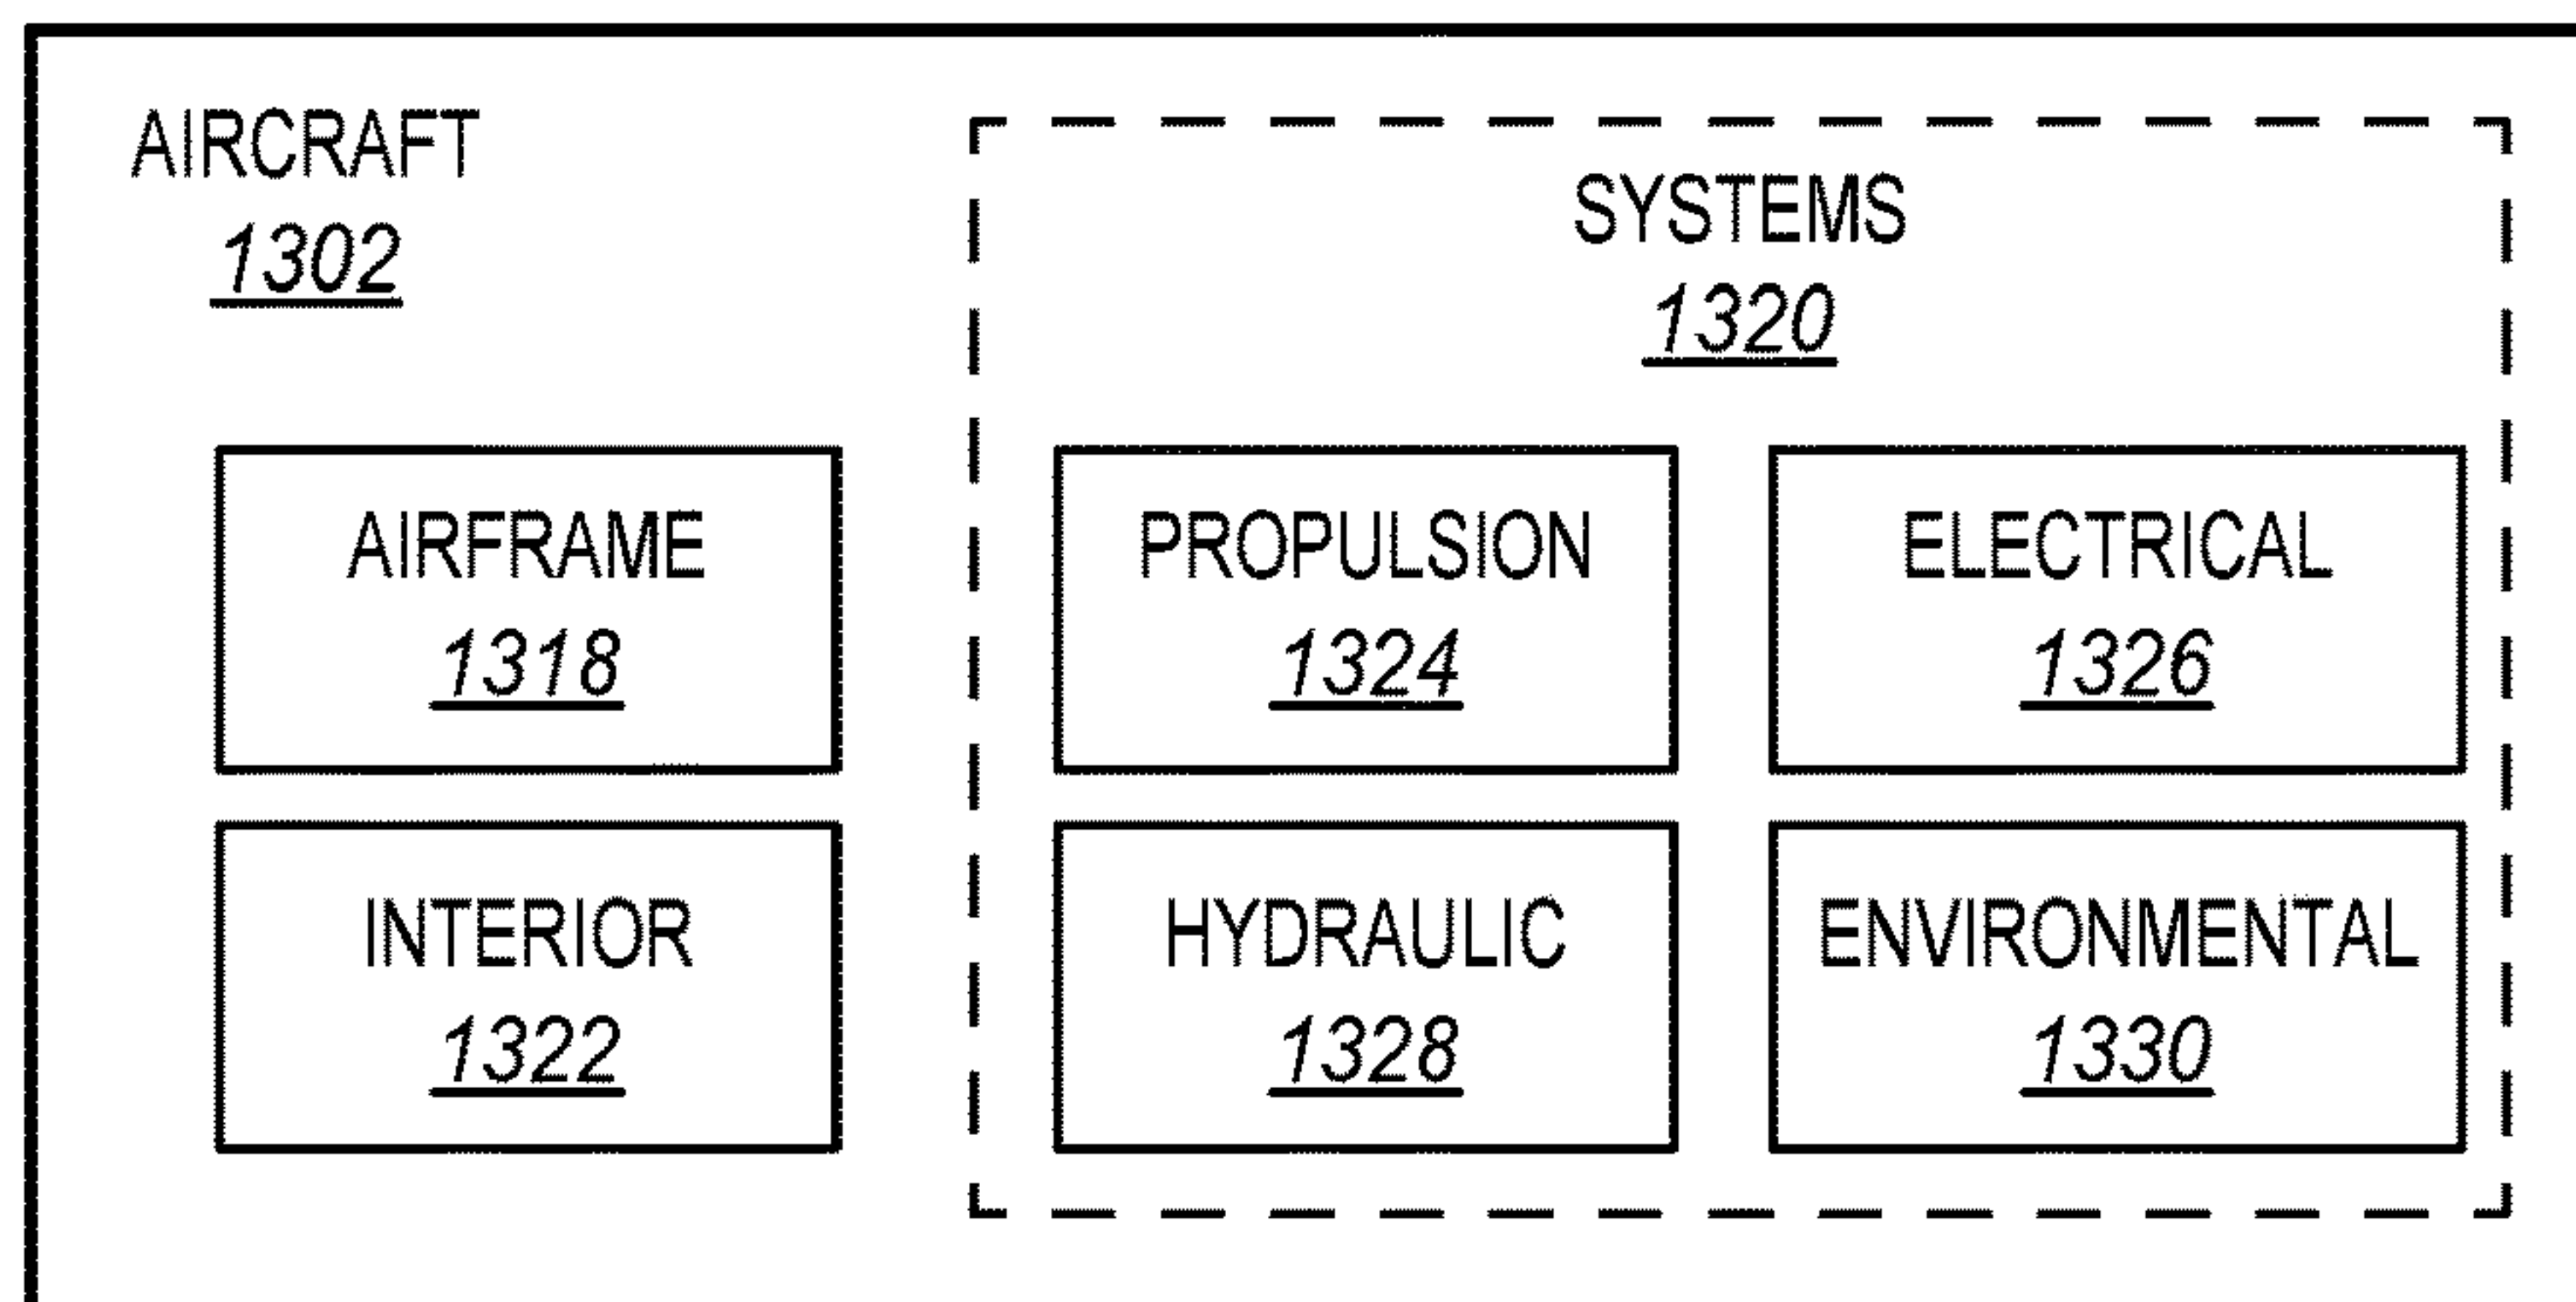 AIRCRAFT
1302
SYSTEMS
1320
AIRFRAME
1318
PROPULSION
1324
ELECTRICAL
1326
INTERIOR
1322
HYDRAULIC
1328
ENVIRONMENTAL
1330